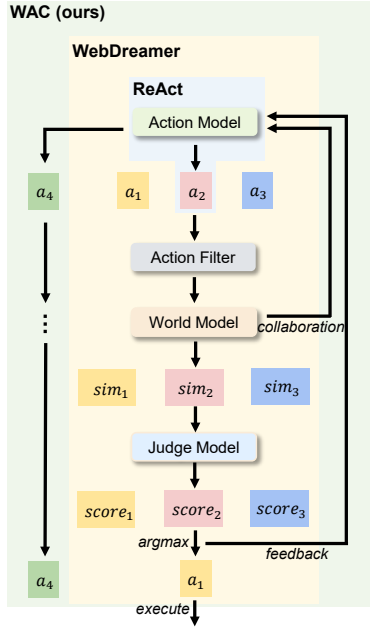 WAC (ours)
WebDreamer
ReAct
Action Model
a₄ a₁ a₂ a₃
Action Filter
World Model
collaboration
⋮
sim₁ sim₂ sim₃
Judge Model
score₁ score₂ score₃
argmax
feedback
a₄ a₁
execute